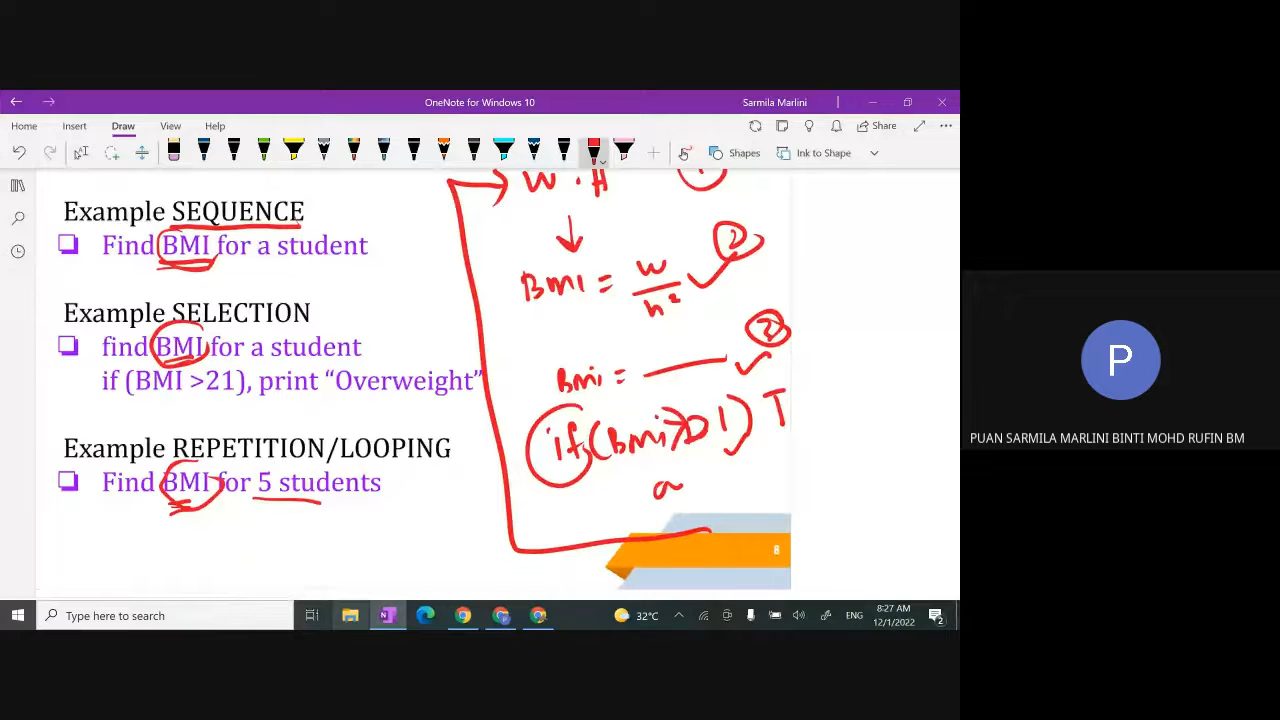 OneNote for Windows 10
Sarmila Marlini
Home Insert Draw View Help
Share
Shapes
Ink to Shape
Example SEQUENCE
Find BMI for a student
Example SELECTION
find BMI for a student
if (BMI >21), print “Overweight”
Example REPETITION/LOOPING
Find BMI for 5 students
W . H
BMI = w
h²
2
BMI =
3
if (BMI > 21) T
8
PUAN SARMILA MARLINI BINTI MOHD RUFIN BM
P
Type here to search
32°C
ENG
8:27 AM
12/1/2022
2